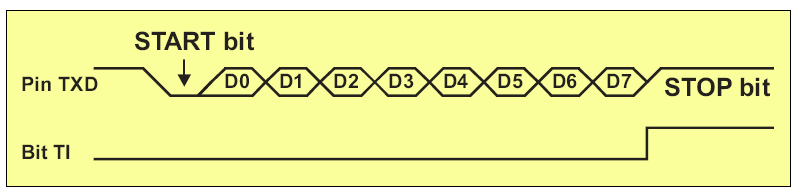 START bit
Pin TXD D0 D1 D2 D3 D4 D5 D6 D7 STOP bit
Bit TI